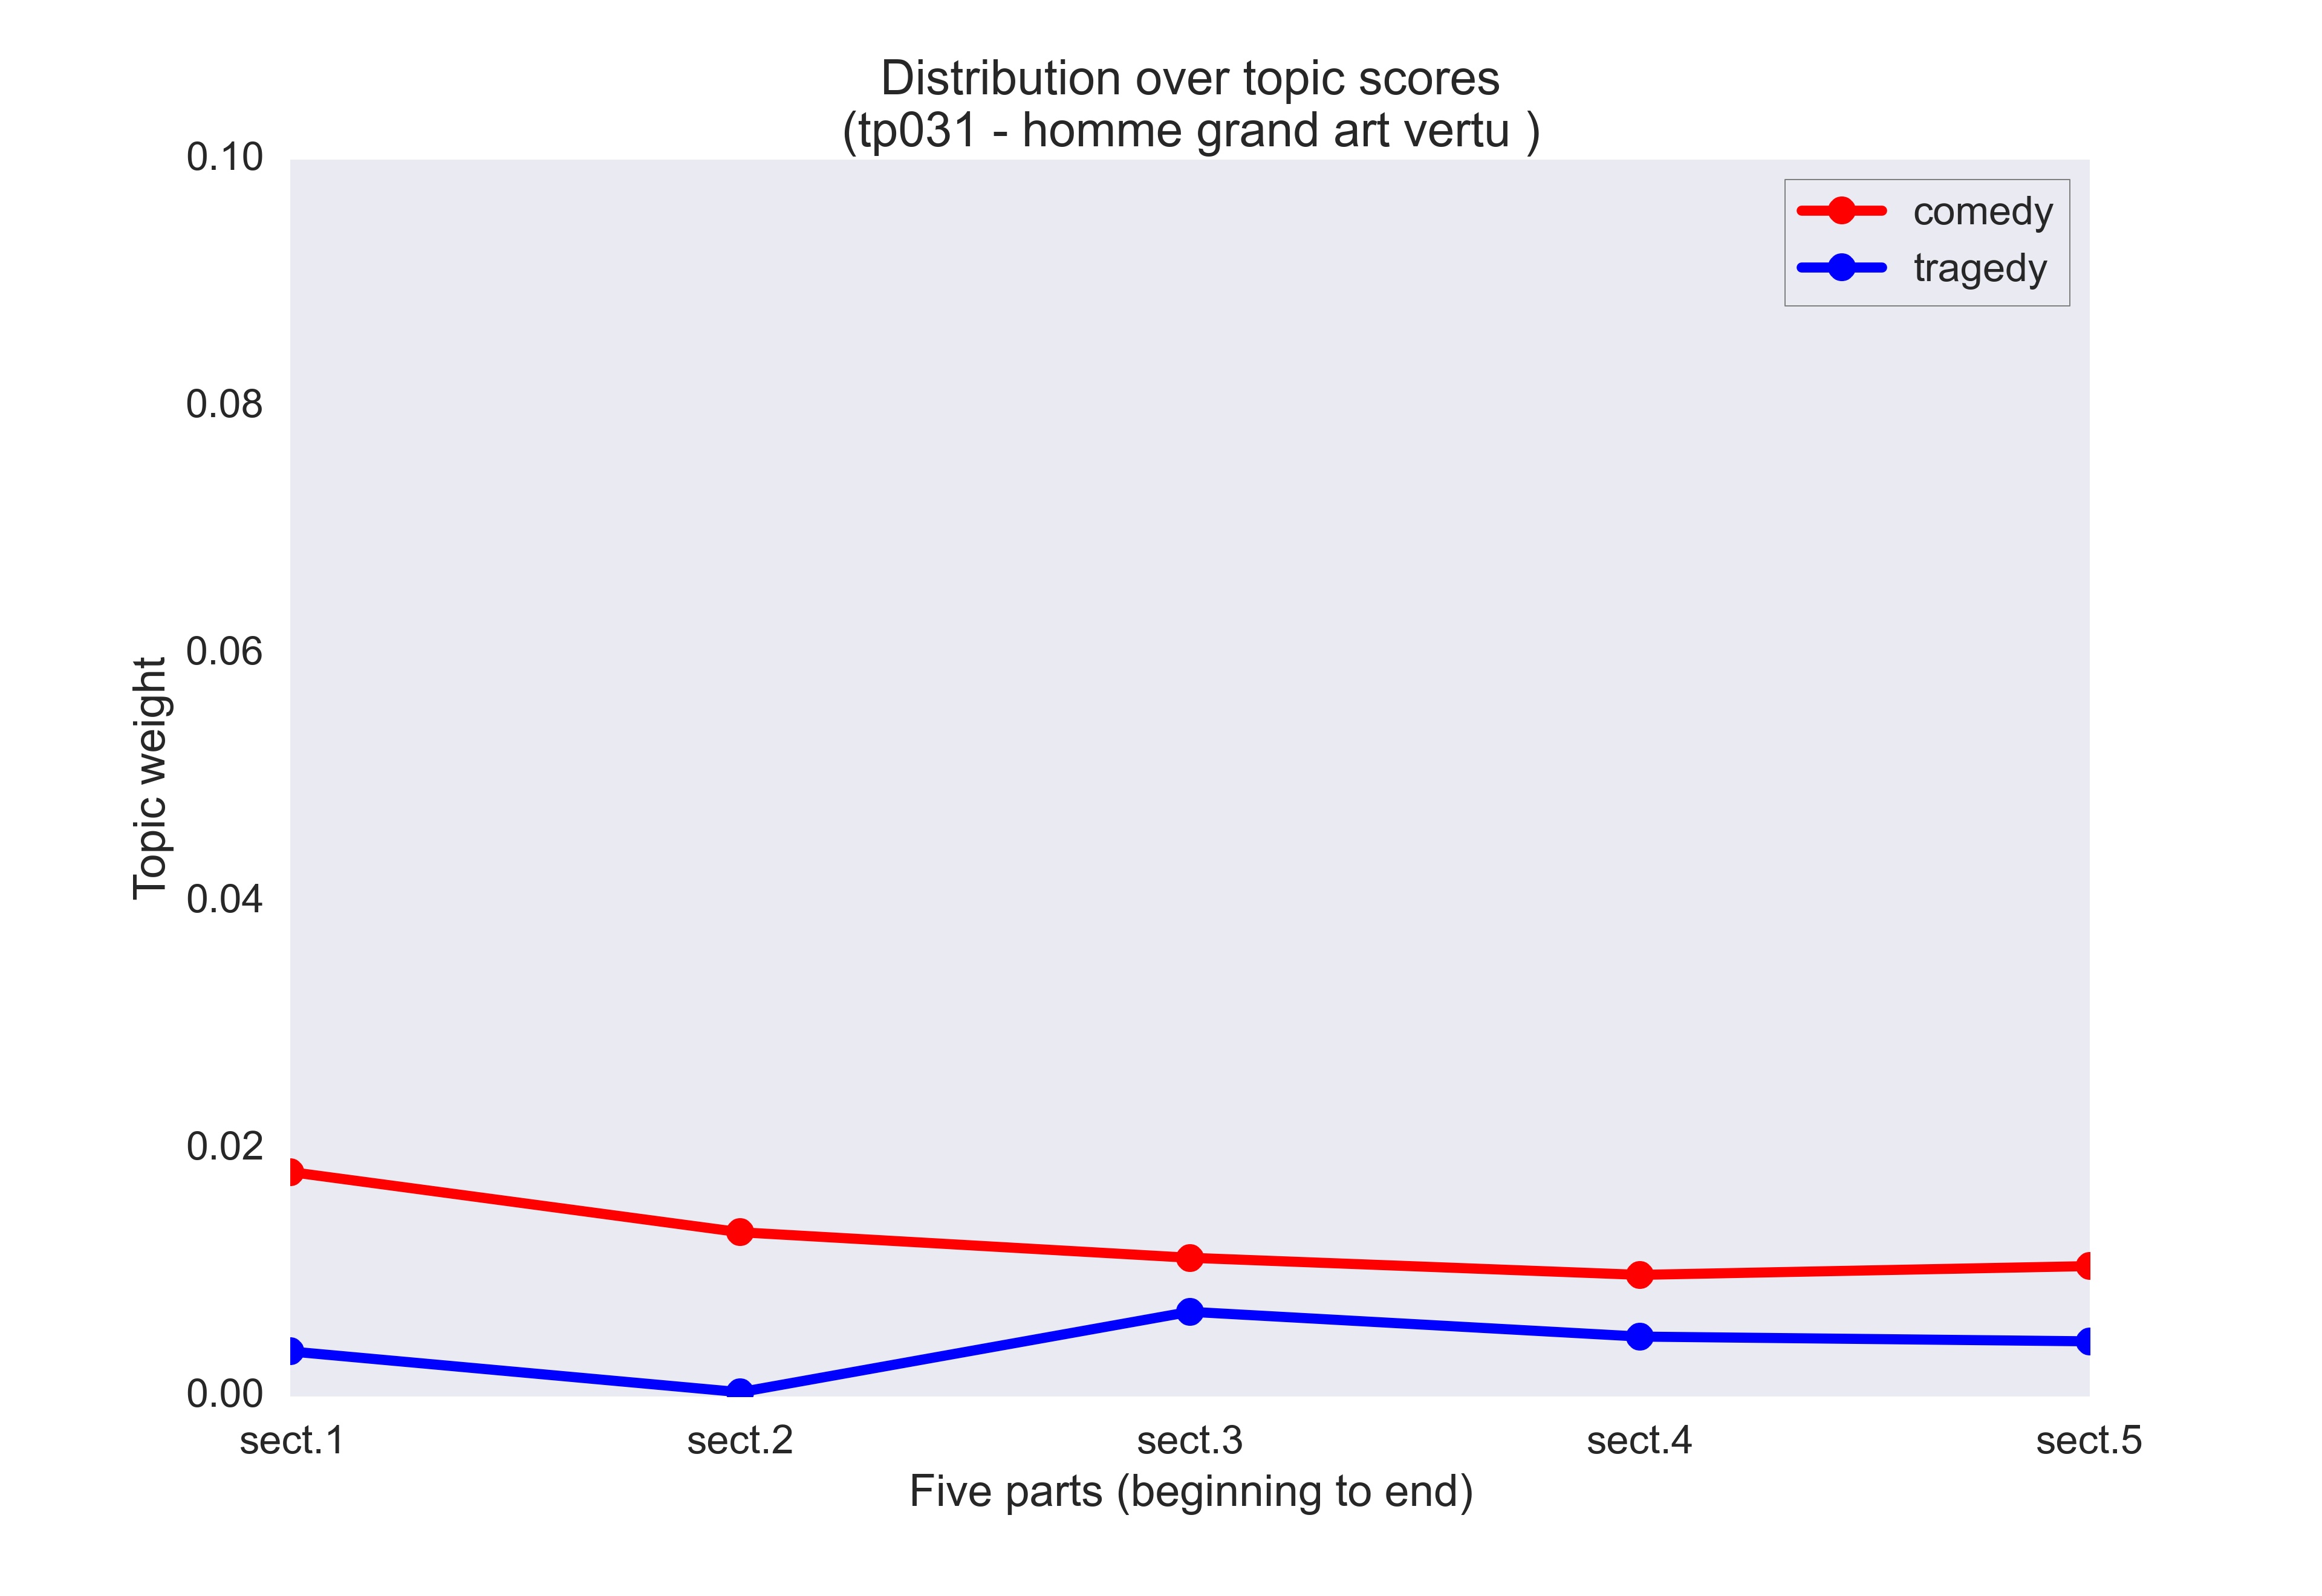 Distribution over topic scores
(tp031 - homme grand art vertu )
comedy
tragedy
0.10
0.08
0.06
0.04
0.02
0.00
Topic weight
sect.1
sect.2
sect.3
sect.4
sect.5
Five parts (beginning to end)